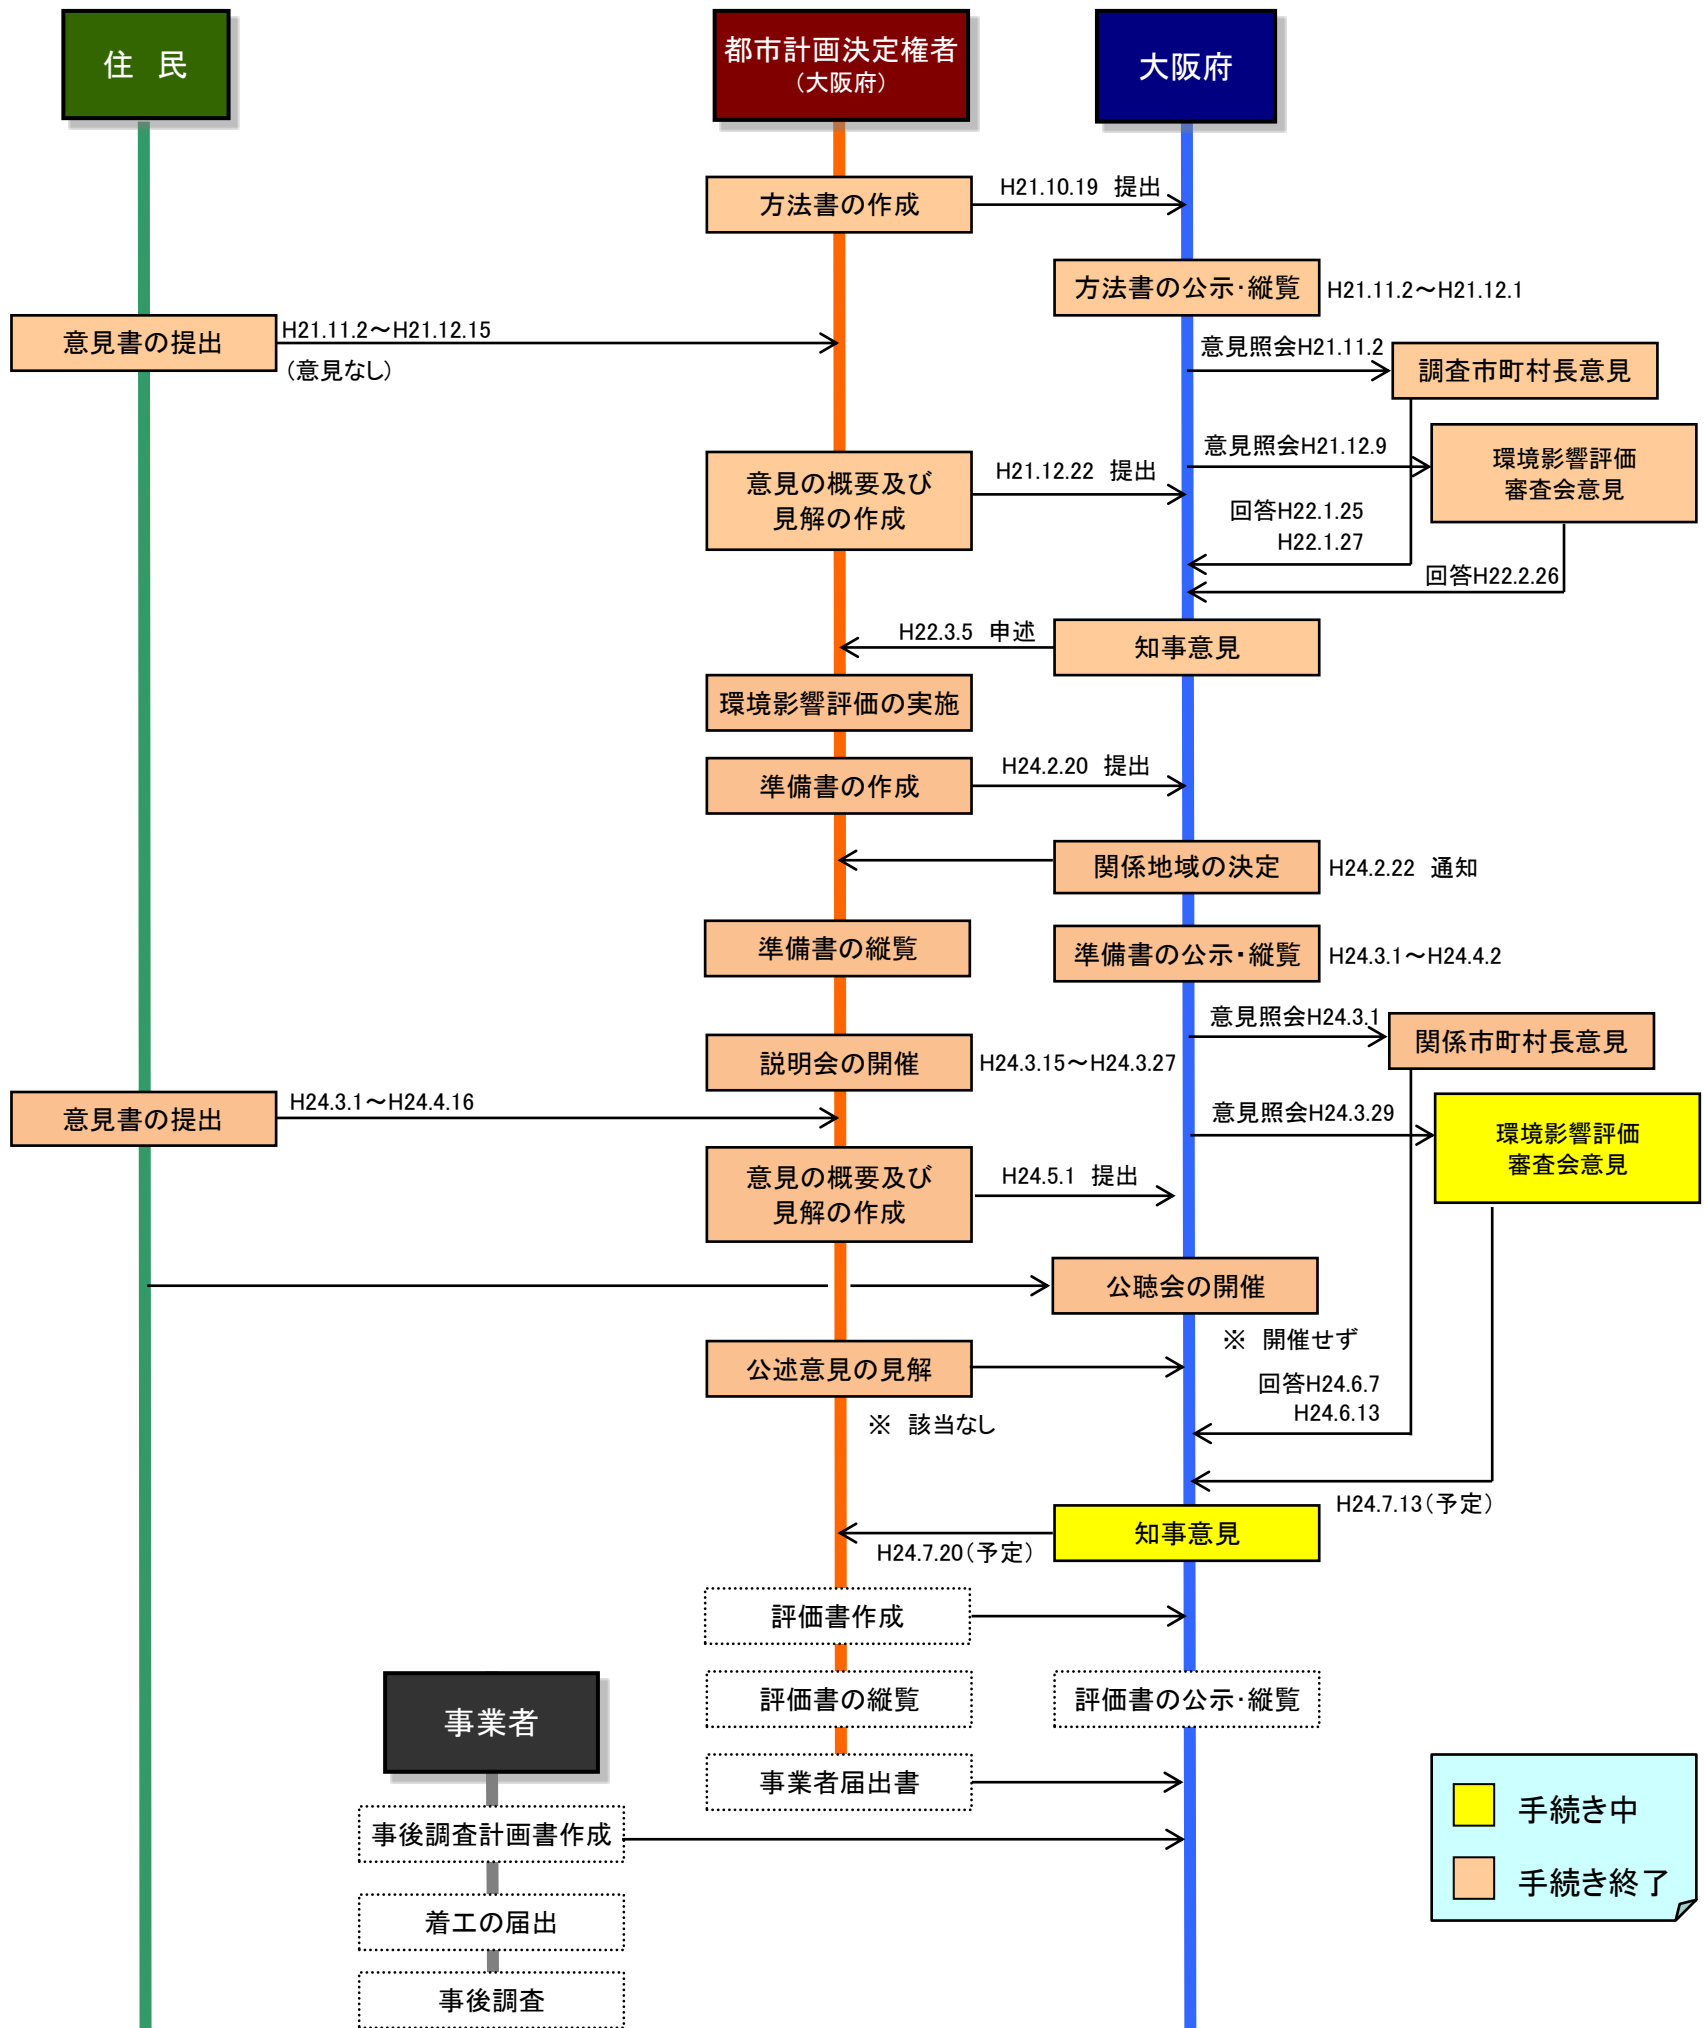 住　民
都市計画決定権者
（大阪府）
大阪府
方法書の作成
H21.10.19　提出
方法書の公示･縦覧
H21.11.2～H21.12.1
意見書の提出
H21.11.2～H21.12.15
（意見なし）
意見照会H21.11.2
調査市町村長意見
意見の概要及び
見解の作成
H21.12.22　提出
意見照会H21.12.9
環境影響評価
審査会意見
回答H22.1.25
H22.1.27
回答H22.2.26
H22.3.5　申述
知事意見
環境影響評価の実施
準備書の作成
H24.2.20　提出
関係地域の決定
H24.2.22　通知
準備書の縦覧
準備書の公示・縦覧
H24.3.1～H24.4.2
意見照会H24.3.1
関係市町村長意見
説明会の開催
H24.3.15～H24.3.27
意見書の提出
H24.3.1～H24.4.16
意見照会H24.3.29
環境影響評価
審査会意見
意見の概要及び
見解の作成
H24.5.1　提出
公聴会の開催
※　開催せず
公述意見の見解
※　該当なし
回答H24.6.7
H24.6.13
H24.7.13（予定）
知事意見
H24.7.20（予定）
評価書作成
評価書の縦覧
評価書の公示･縦覧
事業者
事業者届出書
事後調査計画書作成
着工の届出
事後調査
手続き中
手続き終了